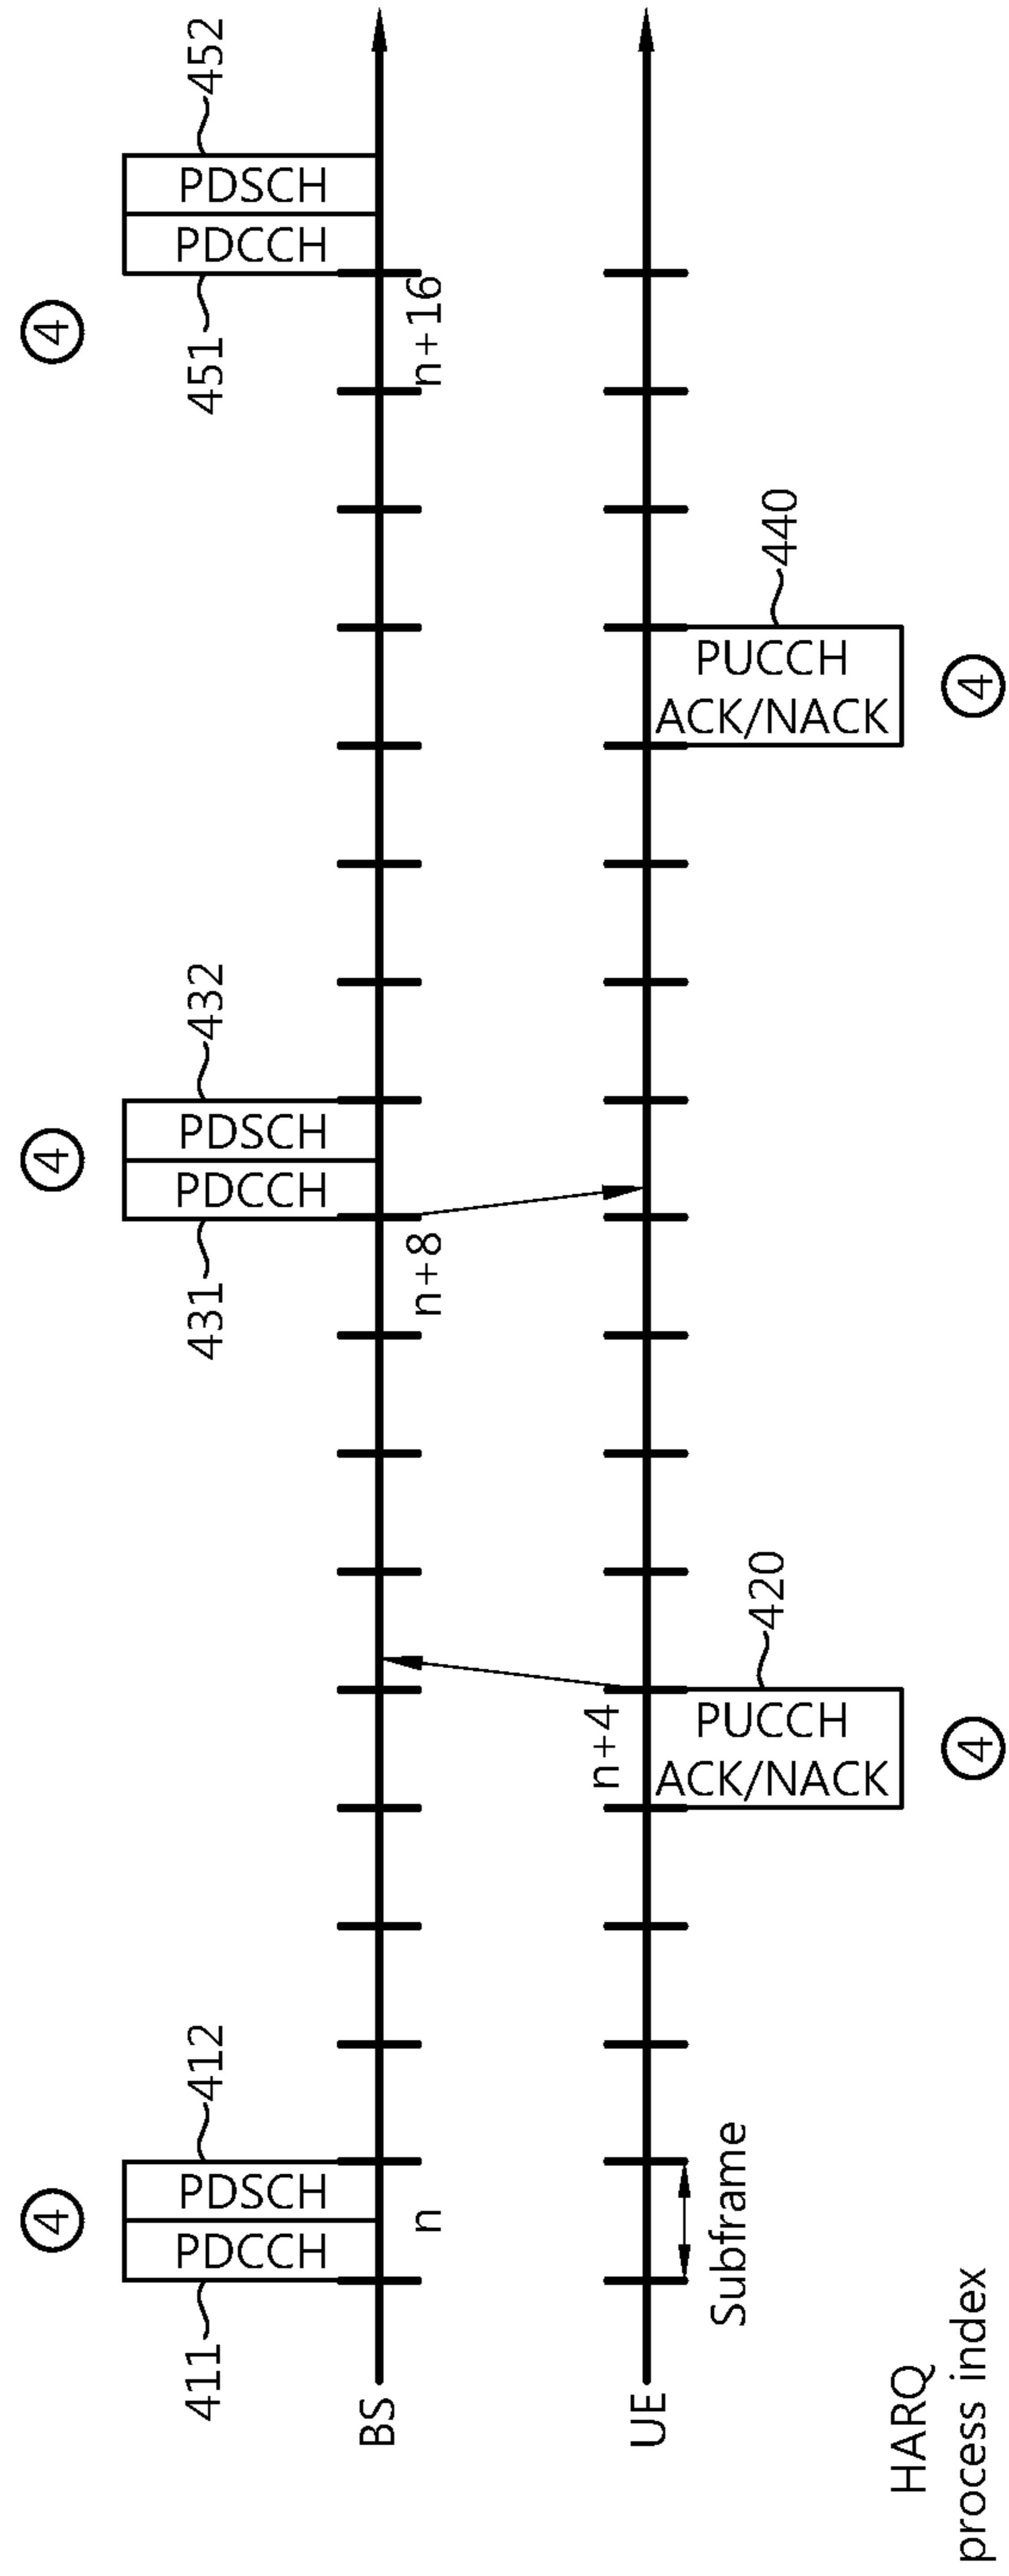 ④
④
④
411
412
431
432
451
452
PDCCH
PDSCH
PDCCH
PDSCH
PDCCH
PDSCH
BS
n
n+8
n+16
n+4
UE
Subframe
PUCCH
ACK/NACK
420
PUCCH
ACK/NACK
440
HARQ
process index
④
④